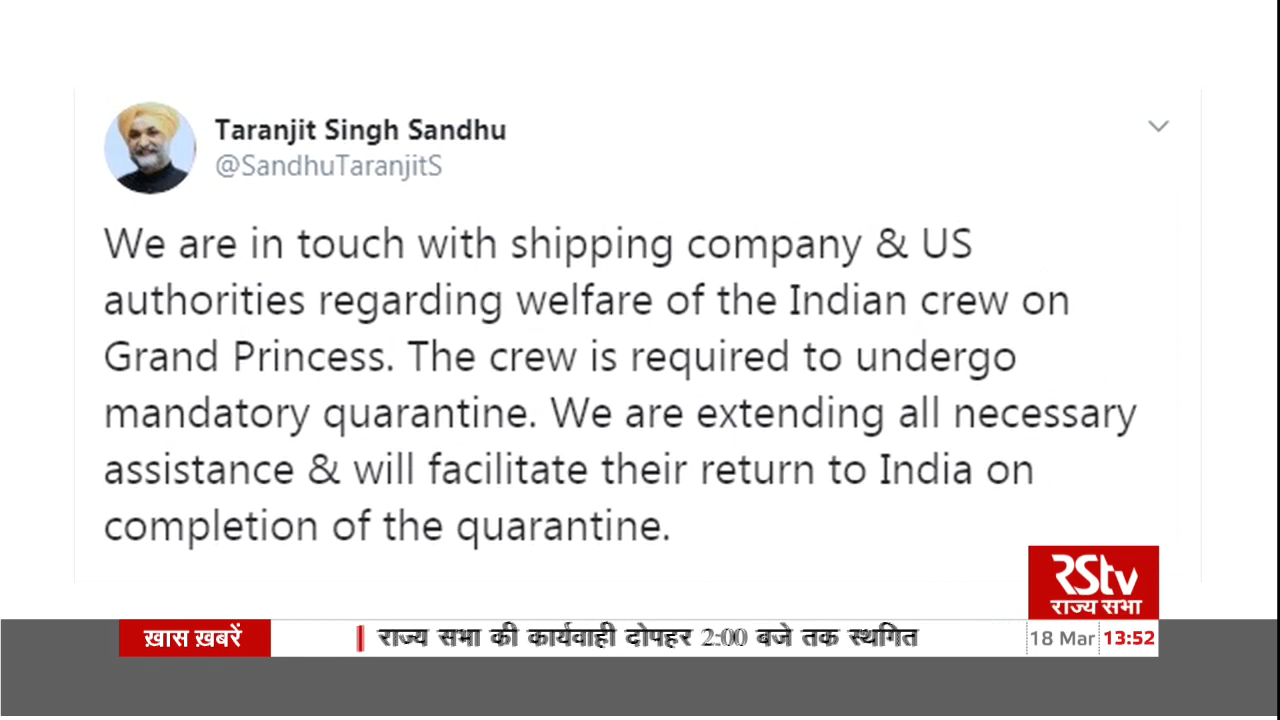 Taranjit Singh Sandhu
@SandhuTaranjitS
We are in touch with shipping company & US
authorities regarding welfare of the Indian crew on
Grand Princess. The crew is required to undergo
mandatory quarantine. We are extending all necessary
assistance & will facilitate their return to India on
completion of the quarantine.
RStv
राज्य सभा
ख़ास ख़बरें
राज्य सभा की कार्यवाही दोपहर 2:00 बजे तक स्थगित
18 Mar 13:52